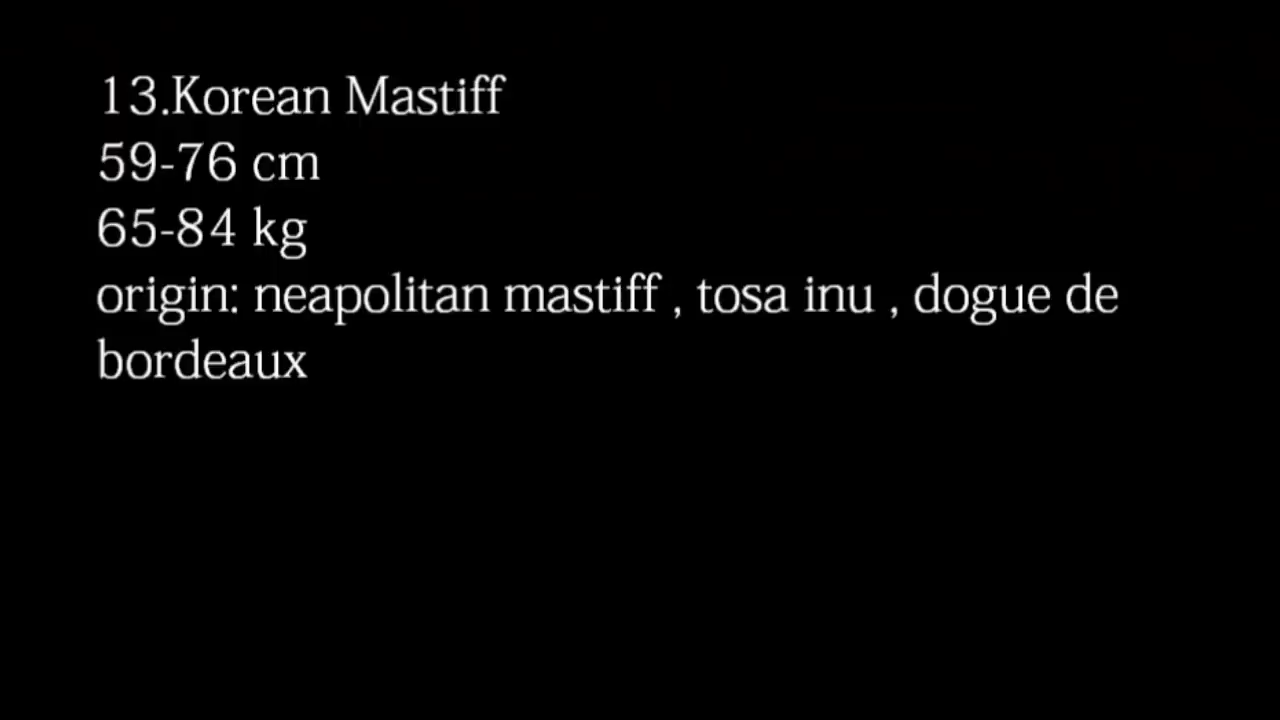 13.Korean Mastiff
59-76 cm
65-84 kg
origin: neapolitan mastiff , tosa inu , dogue de
bordeaux